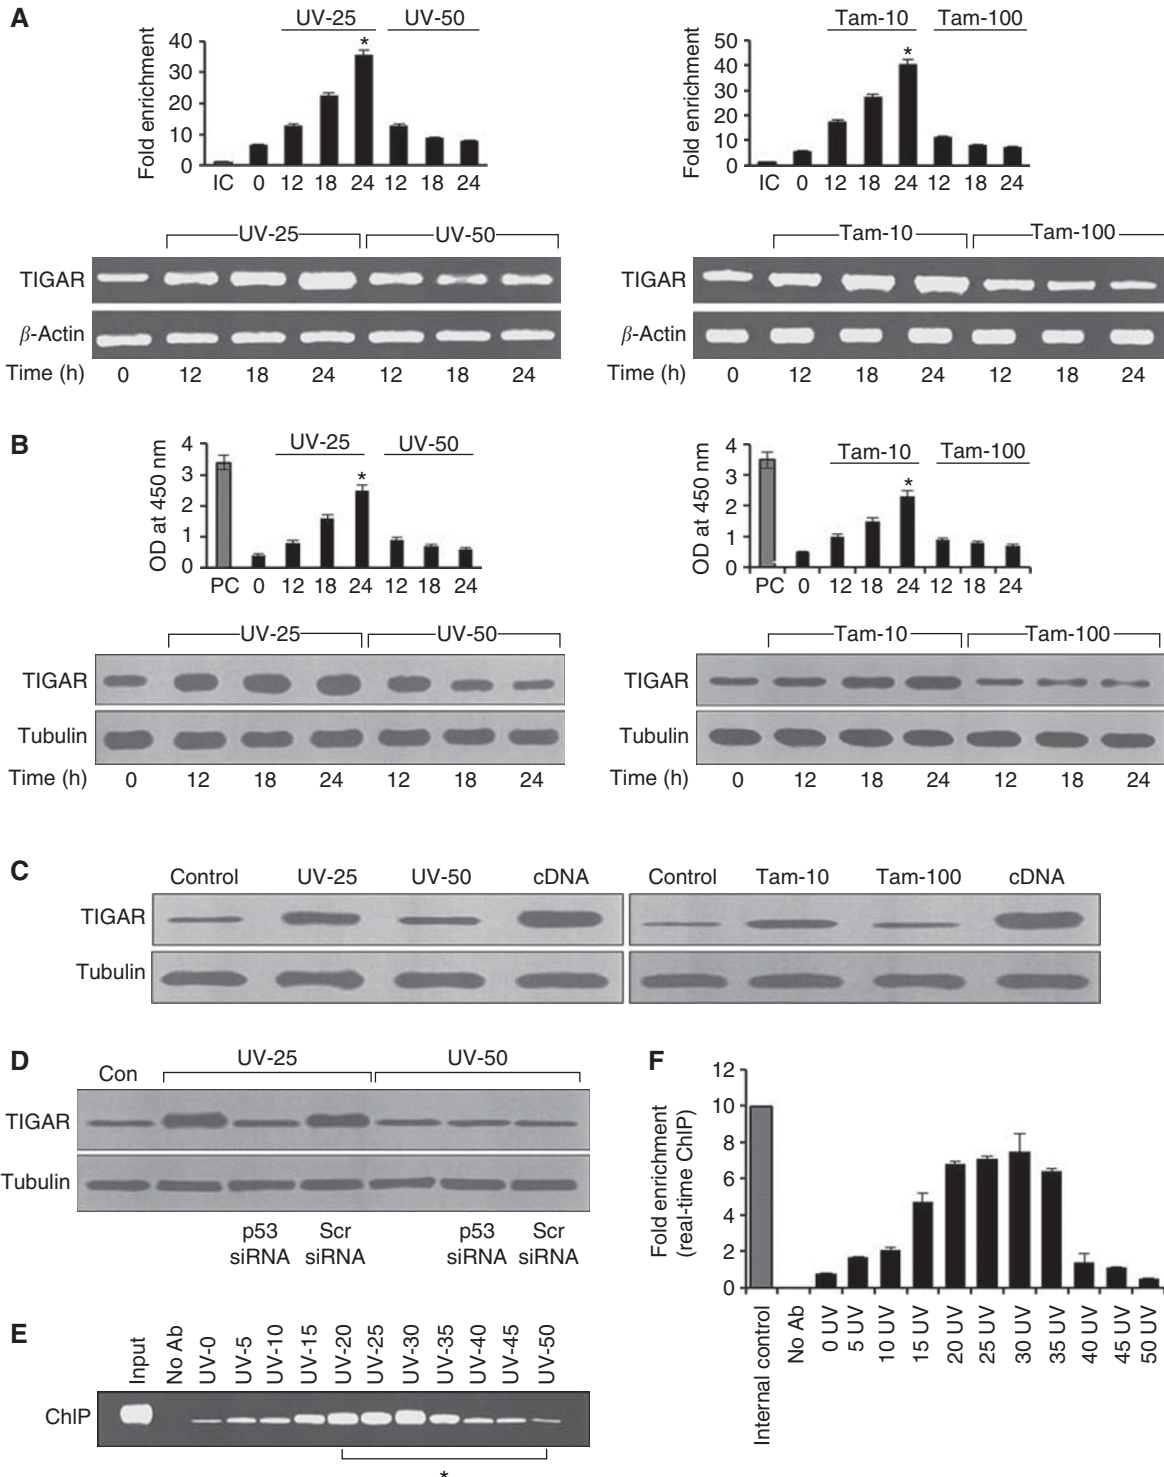 A
UV-25 UV-50
Fold enrichment
40
30
20
10
0
*
IC 0 12 18 24 12 18 24
Tam-10 Tam-100
Fold enrichment
50
40
30
20
10
0
*
IC 0 12 18 24 12 18 24
UV-25 UV-50
TIGAR
β-Actin
Time (h) 0 12 18 24 12 18 24
Tam-10 Tam-100
TIGAR
β-Actin
Time (h) 0 12 18 24 12 18 24
B
UV-25 UV-50
OD at 450 nm
4
3
2
1
0
*
PC 0 12 18 24 12 18 24
Tam-10 Tam-100
OD at 450 nm
4
3
2
1
0
*
PC 0 12 18 24 12 18 24
UV-25 UV-50
TIGAR
Tubulin
Time (h) 0 12 18 24 12 18 24
Tam-10 Tam-100
TIGAR
Tubulin
Time (h) 0 12 18 24 12 18 24
C
Control UV-25 UV-50 cDNA Control Tam-10 Tam-100 cDNA
TIGAR
Tubulin
D
Con UV-25 UV-50
TIGAR
Tubulin
p53 siRNA Scr siRNA p53 siRNA Scr siRNA
E
Input No Ab UV-0 UV-5 UV-10 UV-15 UV-20 UV-25 UV-30 UV-35 UV-40 UV-45 UV-50
ChIP
*
F
Fold enrichment
(real-time ChIP)
12
10
8
6
4
2
0
Internal control No Ab 0 UV 5 UV 10 UV 15 UV 20 UV 25 UV 30 UV 35 UV 40 UV 45 UV 50 UV